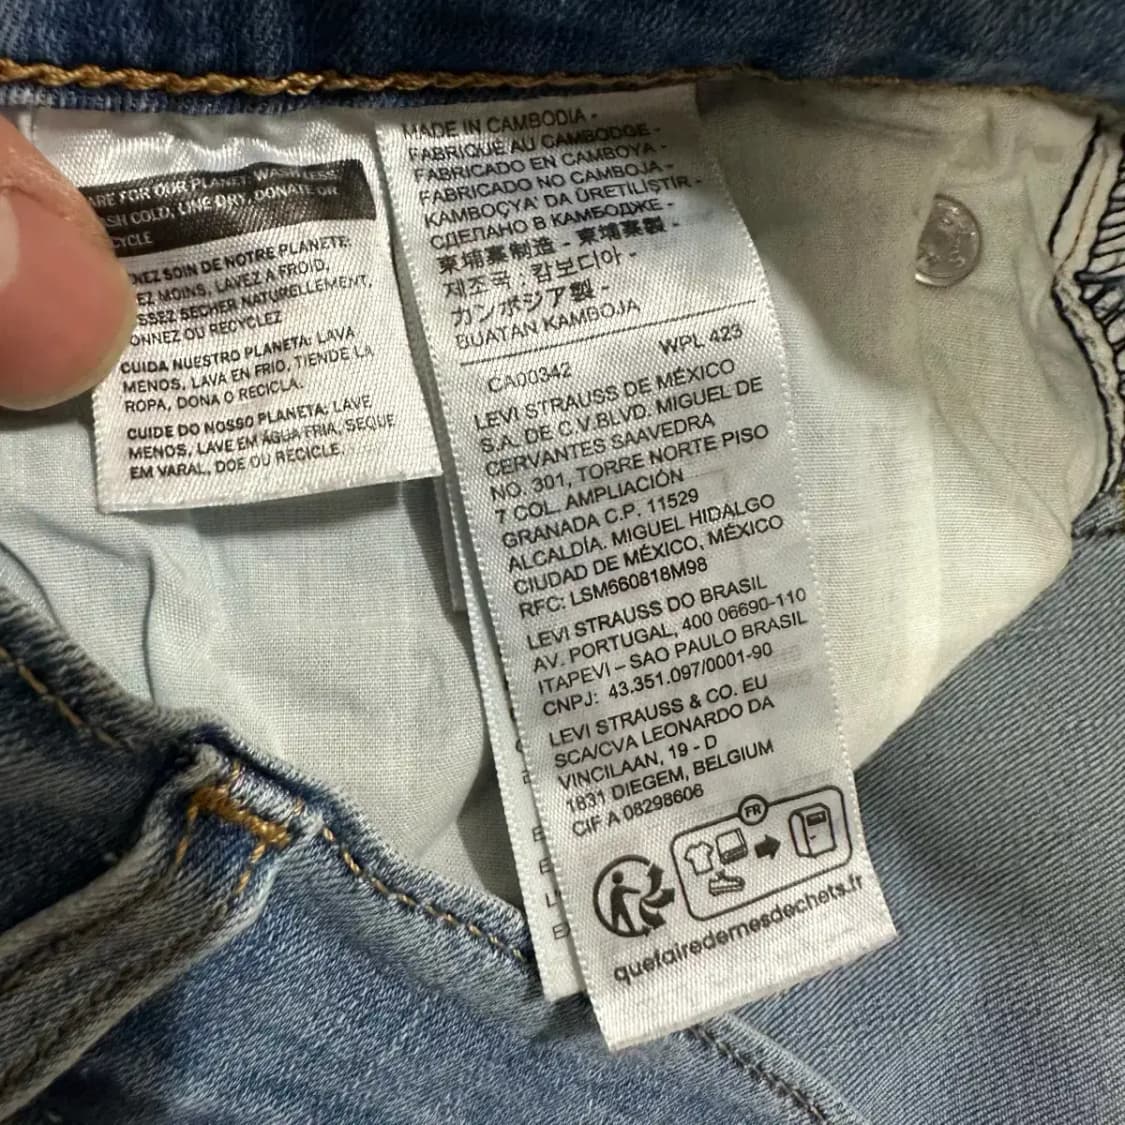 ARE FOR OUR PLANET: WASH LESS,
SH COLD, LINE DRY, DONATE OR
CYCLE
NEZ SOIN DE NOTRE PLANETE:
EZ MOINS, LAVEZ A FROID,
SSEZ SECHER NATURELLEMENT,
ONNEZ OU RECYCLEZ
CUIDA NUESTRO PLANETA: LAVA
MENOS, LAVA EN FRIO, TIENDE LA
ROPA, DONA O RECICLA.
CUIDE DO NOSSO PLANETA: LAVE
MENOS, LAVE EM ÁGUA FRIA, SEQUE
EM VARAL, DOE OU RECICLE.
MADE IN CAMBODIA -
FABRIQUÉ AU CAMBODGE -
FABRICADO EN CAMBOYA -
FABRICADO NO CAMBOJA -
KAMBOÇYA' DA ÜRETILIŞTIR -
СДЕЛАНО В КАМБОДЖЕ -
柬埔寨制造 - 柬埔寨製 -
제조국 : 캄보디아 -
カンボジア製 -
BUATAN KAMBOJA
WPL 423
CA00342
LEVI STRAUSS DE MÉXICO
S.A. DE C.V.BLVD. MIGUEL DE
CERVANTES SAAVEDRA
NO. 301, TORRE NORTE PISO
7 COL. AMPLIACIÓN
GRANADA C.P. 11529
ALCALDÍA. MIGUEL HIDALGO
CIUDAD DE MÉXICO, MÉXICO
RFC: LSM660818M98
LEVI STRAUSS DO BRASIL
AV. PORTUGAL, 400 06690-110
ITAPEVI – SAO PAULO BRASIL
CNPJ: 43.351.097/0001-90
LEVI STRAUSS & CO. EU
SCA/CVA LEONARDO DA
VINCILAAN, 19 - D
1831 DIEGEM, BELGIUM
CIF A 08298606
FR
quefairedemesdechets.fr